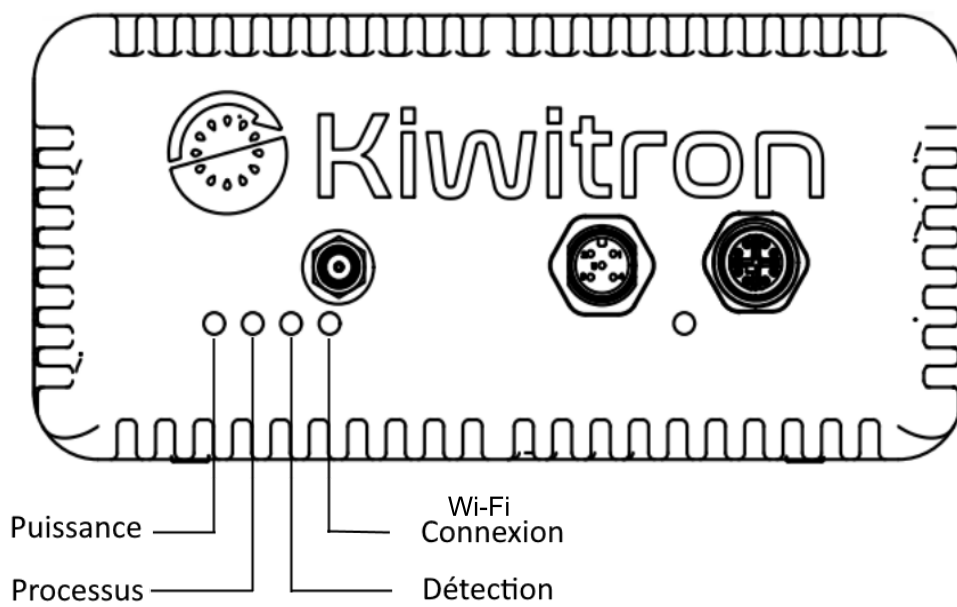 Kiwitron
Puissance
Wi-Fi
Connexion
Processus
Détection